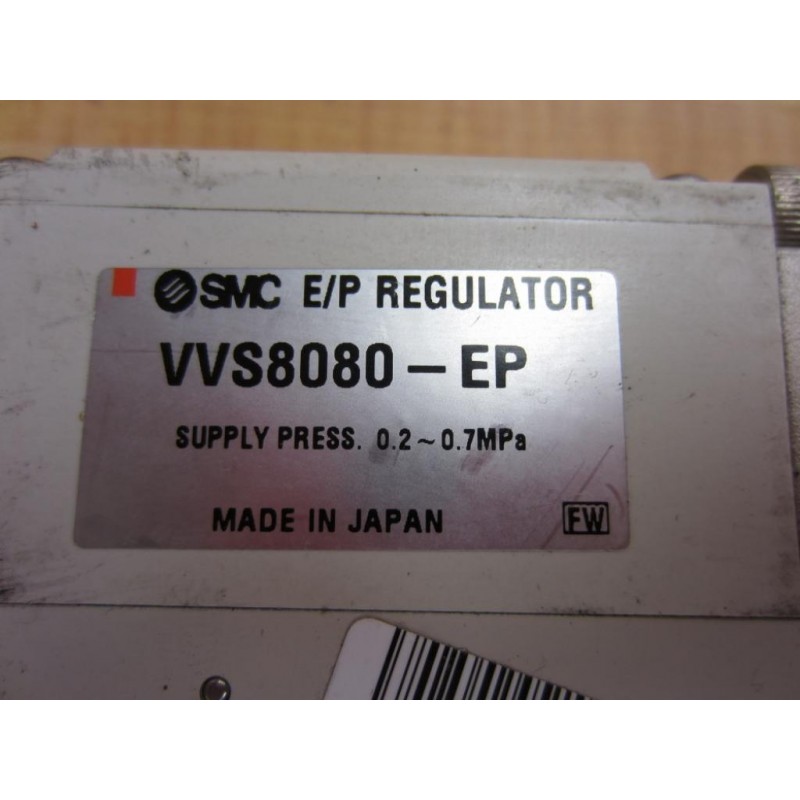 SMC E/P REGULATOR
VVS8080-EP
SUPPLY PRESS. 0.2~0.7MPa
MADE IN JAPAN FW